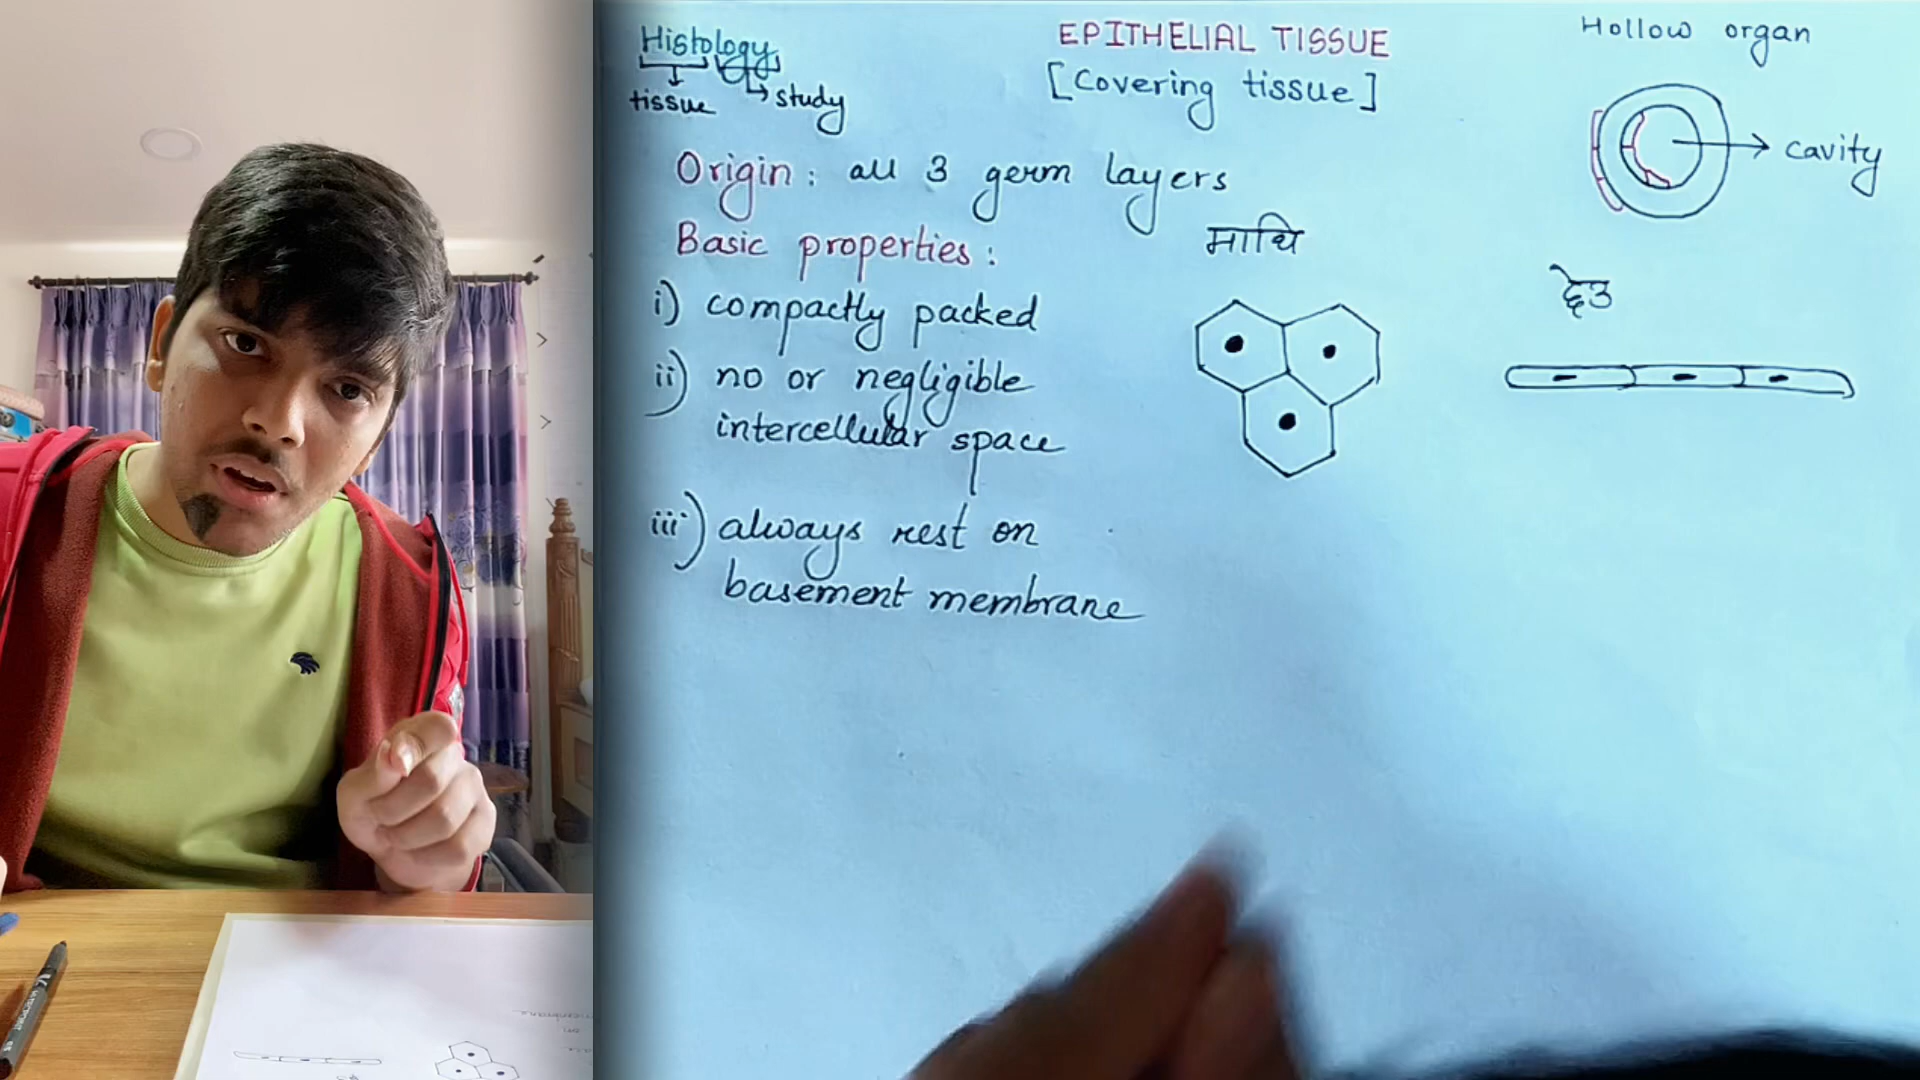 Histology
tissue
study
EPITHELIAL TISSUE
[Covering tissue]
Hollow organ
cavity
Origin: all 3 germ layers
Basic properties:
माथि
i) compactly packed
ii) no or negligible
intercellular space
iii) always rest on
basement membrane